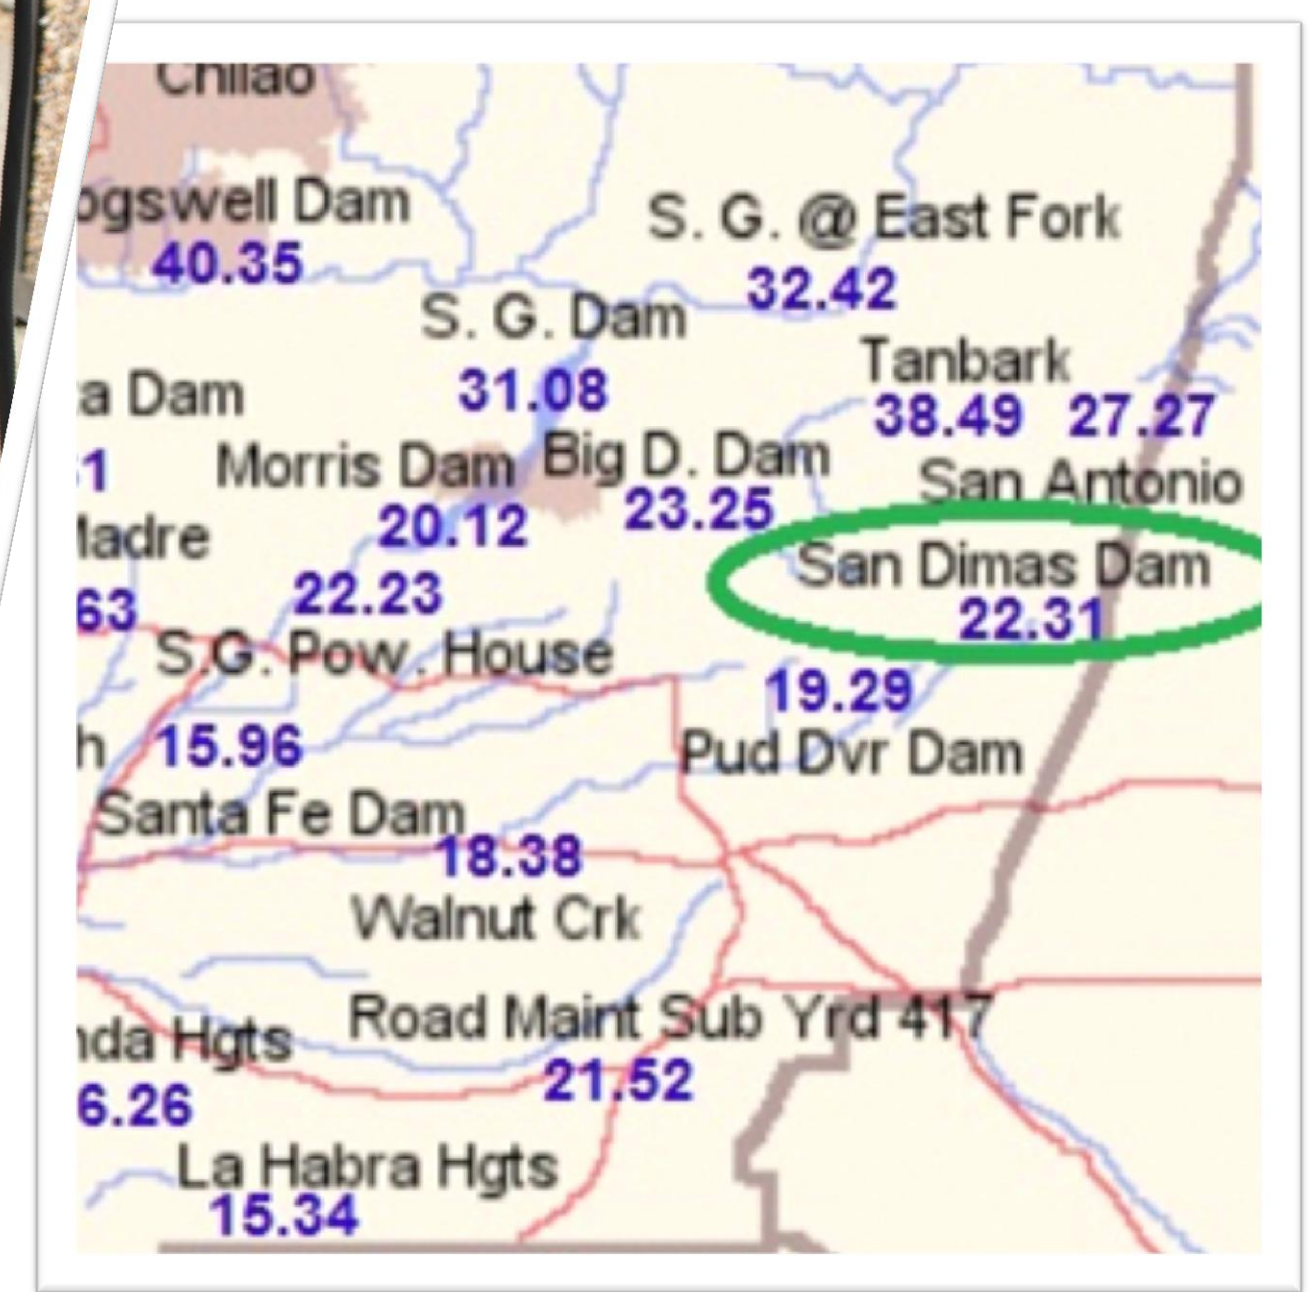 Chilao
ogswell Dam
40.35
S. G. @ East Fork
32.42
S. G. Dam
31.08
Tanbark
38.49 27.27
a Dam
1
Morris Dam
20.12
Big D. Dam
23.25
San Antonio
adre
63
22.23
S.G. Pow. House
San Dimas Dam
22.31
19.29
Pud Dvr Dam
h
15.96
Santa Fe Dam
18.38
Walnut Crk
Road Maint Sub Yrd 417
21.52
nda Hgts
6.26
La Habra Hgts
15.34